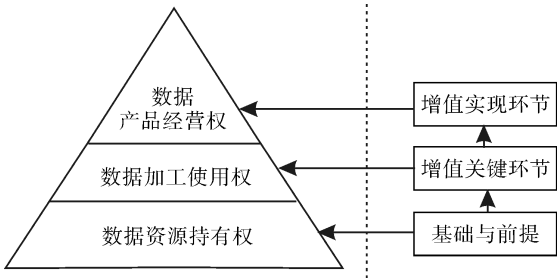 数据
产品经营权
增值实现环节
数据加工使用权
增值关键环节
数据资源持有权
基础与前提